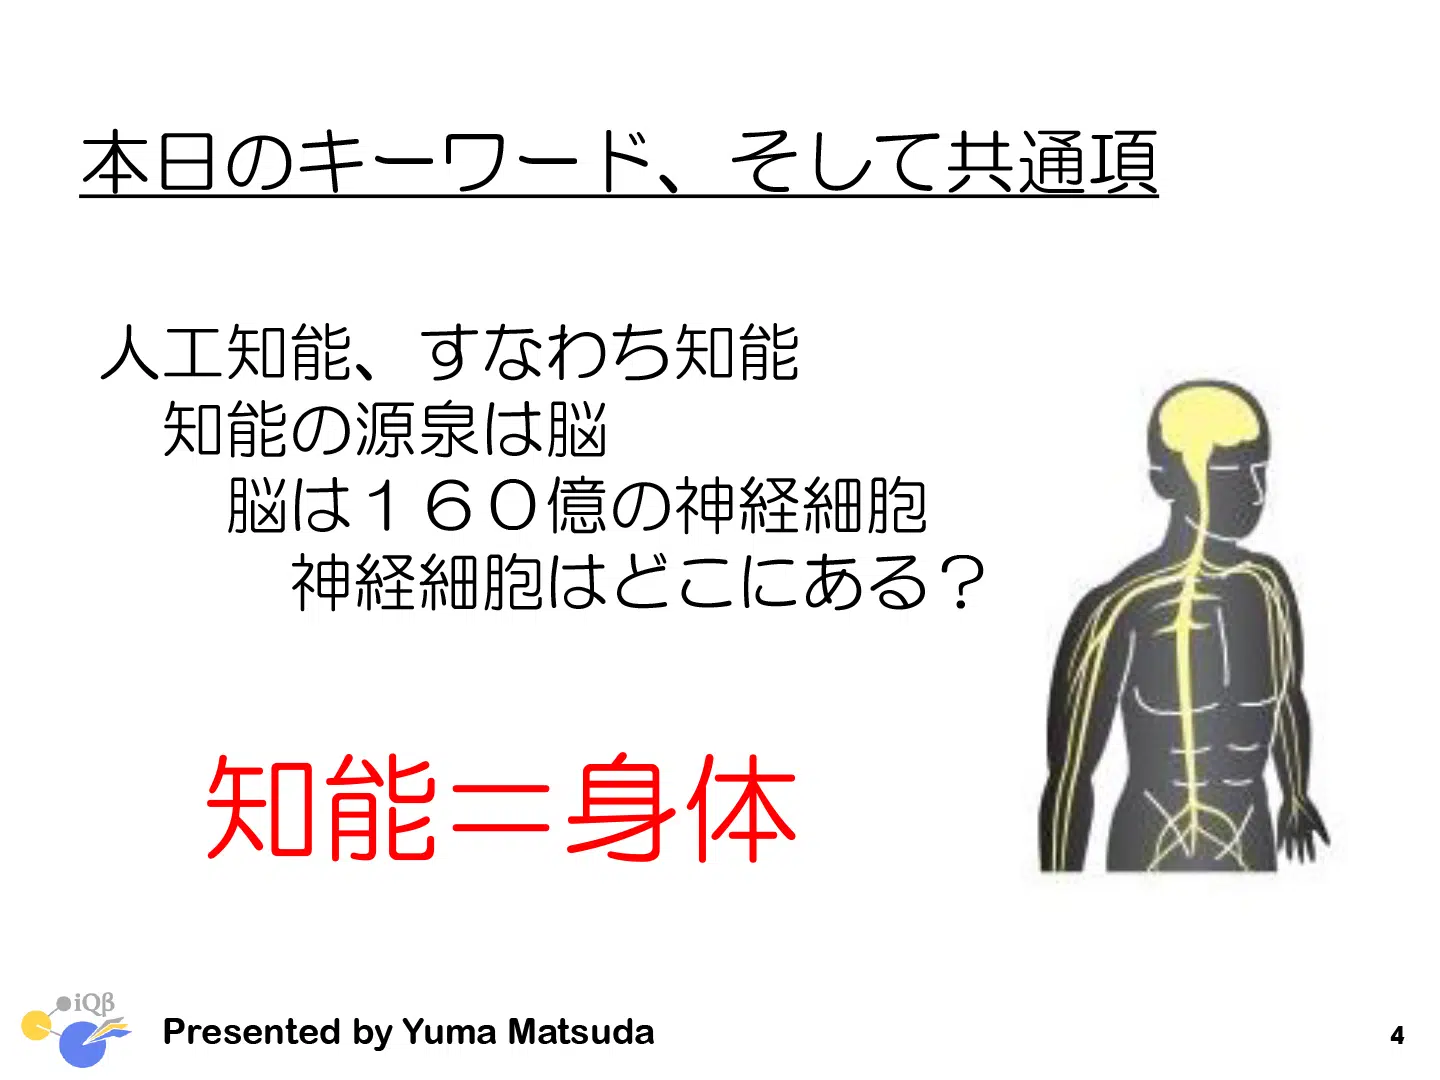 本日のキーワード、そして共通項
人工知能、すなわち知能
知能の源泉は脳
脳は１６０億の神経細胞
神経細胞はどこにある？
知能＝身体
iQβ
Presented by Yuma Matsuda
4